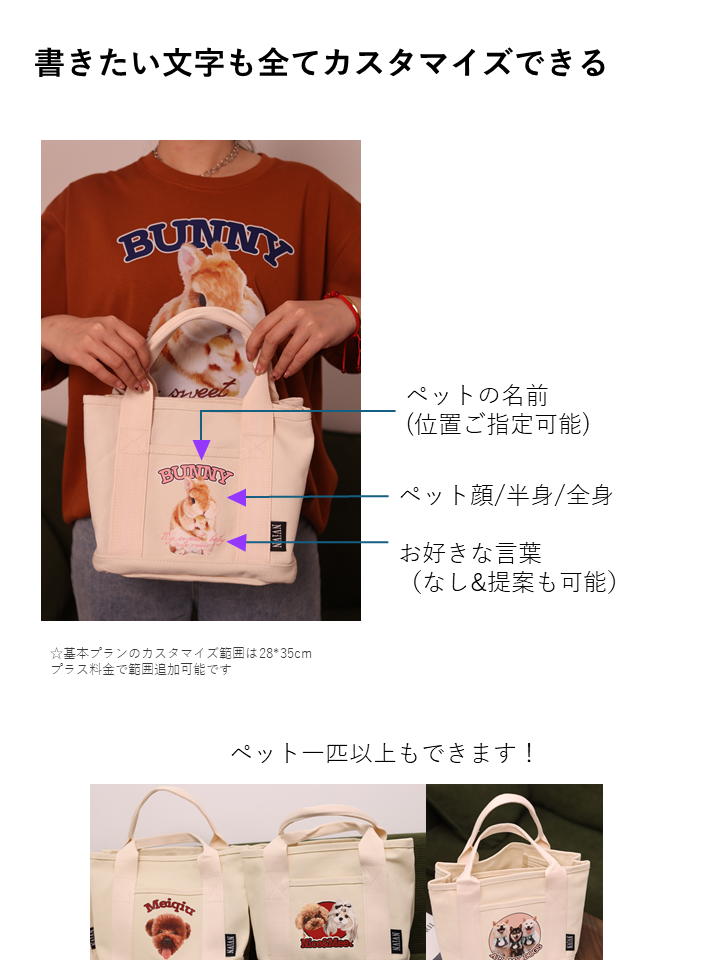 書きたい文字も全てカスタマイズできる
BUNNY
sweet
ペットの名前
(位置ご指定可能)
BUNNY
ペット顔/半身/全身
NAIAN
お好きな言葉
（なし&提案も可能）
☆基本プランのカスタマイズ範囲は28*35cm
プラス料金で範囲追加可能です
ペット一匹以上もできます！
Meiqiu
NAIAN
NAIAN
NAIAN